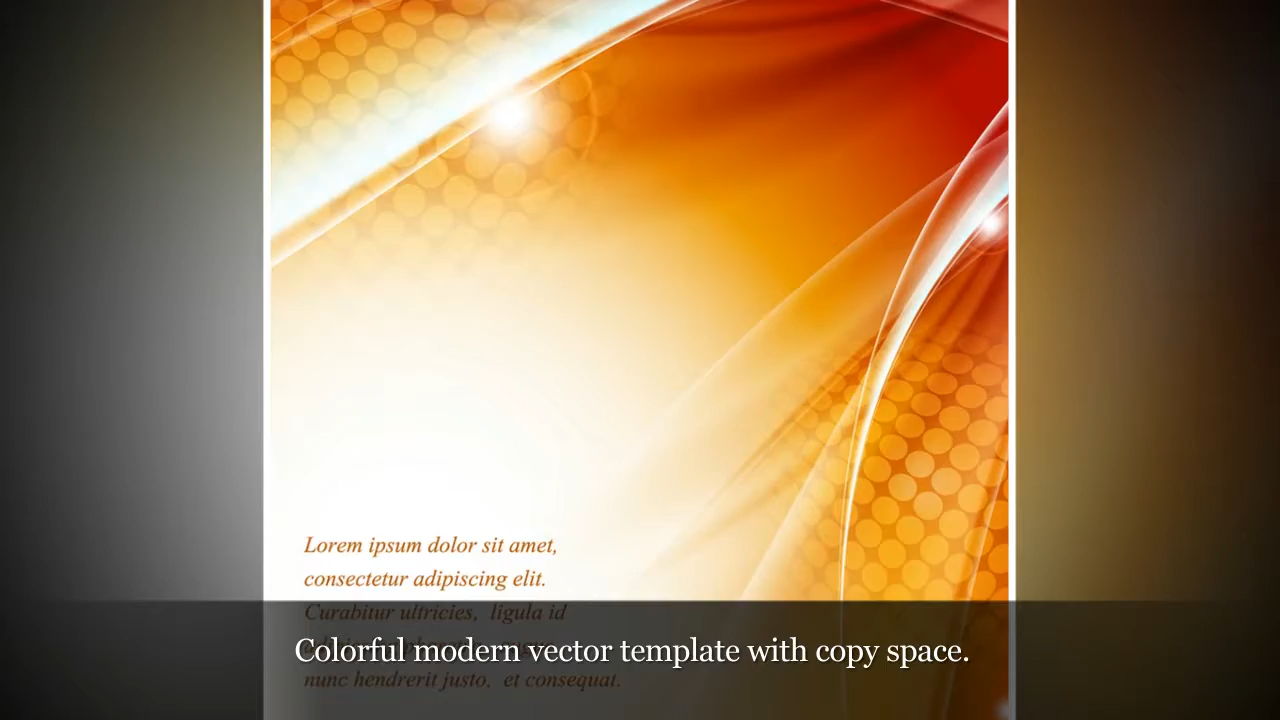 Lorem ipsum dolor sit amet,
consectetur adipiscing elit.
Curabitur ultricies, ligula id
Colorful modern vector template with copy space.
nunc hendrerit justo, et consequat.